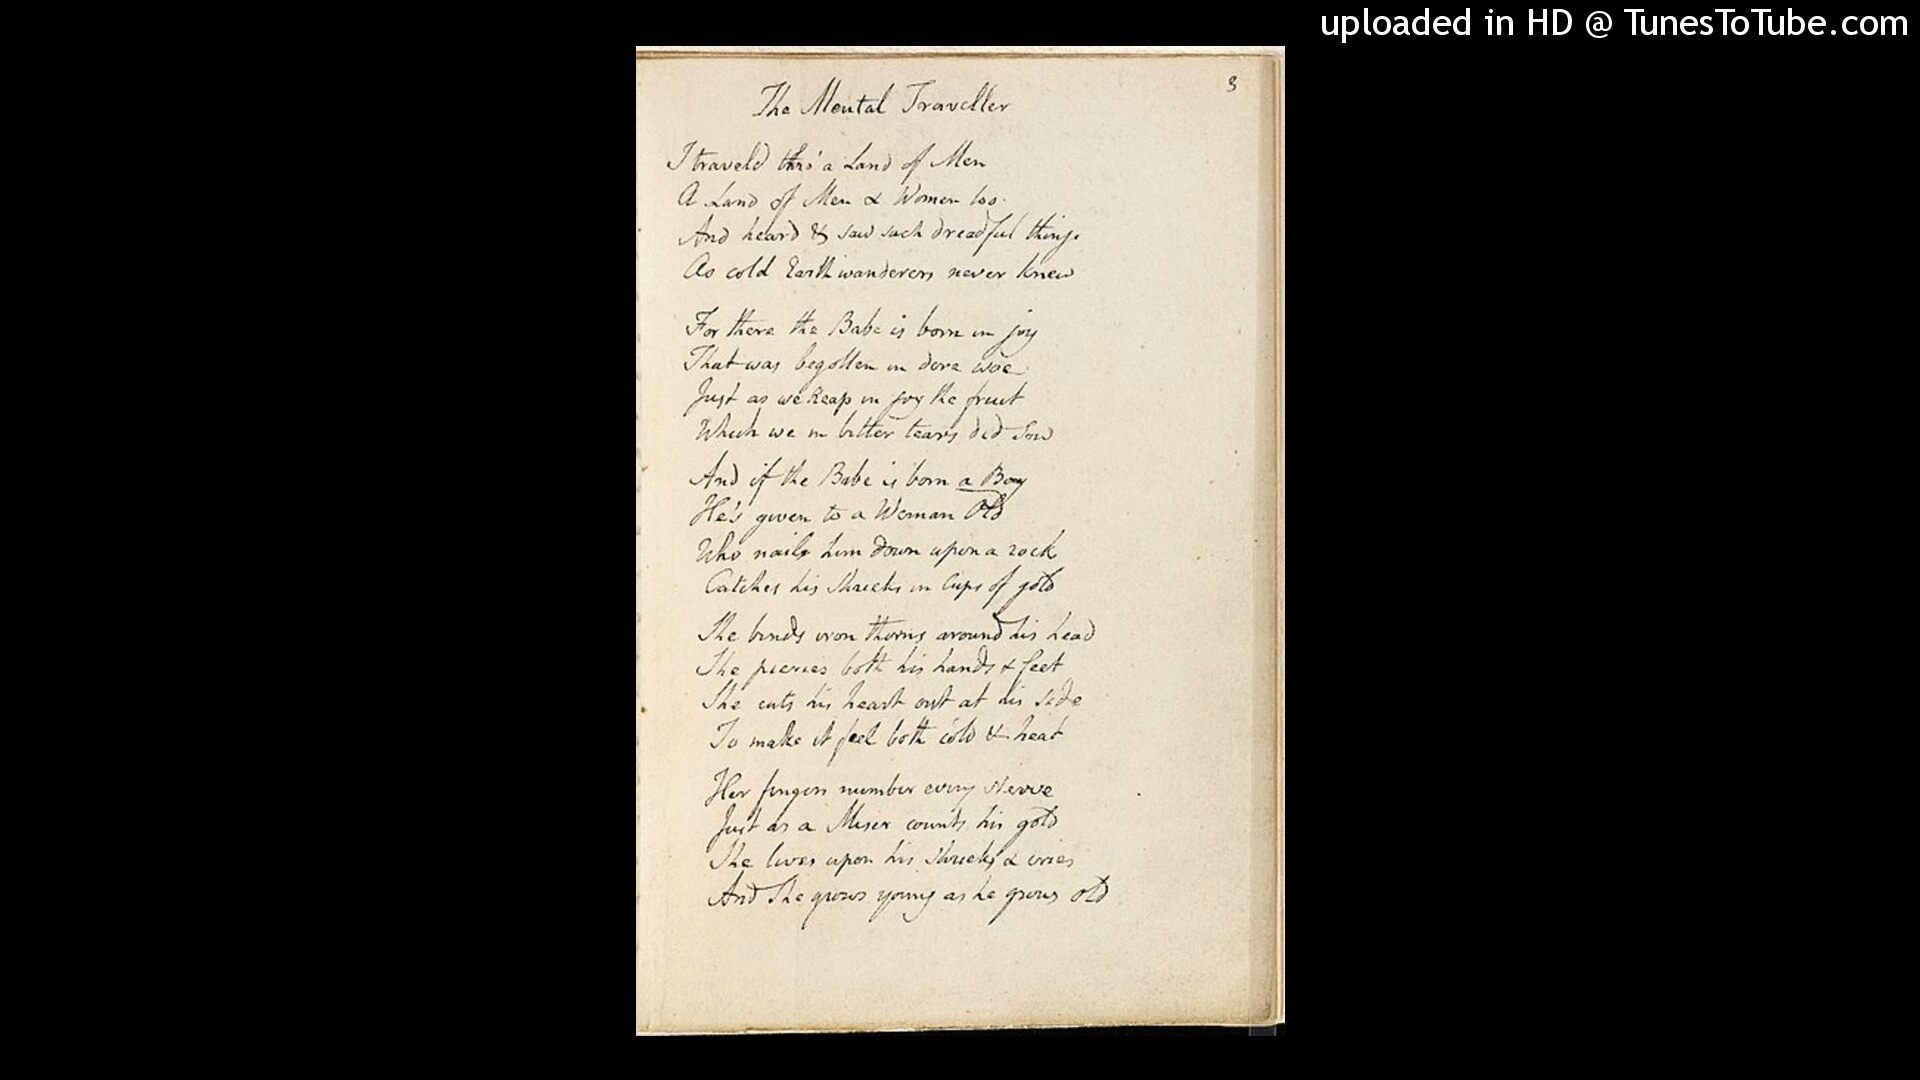 uploaded in HD @ TunesToTube.com
3
The Mental Traveller
I traveld thro' a Land of Men
A Land of Men & Women too
And heard & saw such dreadful things
As cold Earth wanderers never knew
For there the Babe is born in joy
That was begotten in dire woe
Just as we Reap in joy the fruit
Which we in bitter tears did Sow
And if the Babe is born a Boy
He's given to a Woman Old
Who nails him down upon a rock
Catches his Shrieks in Cups of gold
She binds iron thorns around his head
She pierces both his hands & feet
She cuts his heart out at his side
To make it feel both cold & heat
Her fingers number every Nerve
Just as a Miser counts his gold
She lives upon his shrieks & cries
And She grows young as he grows old